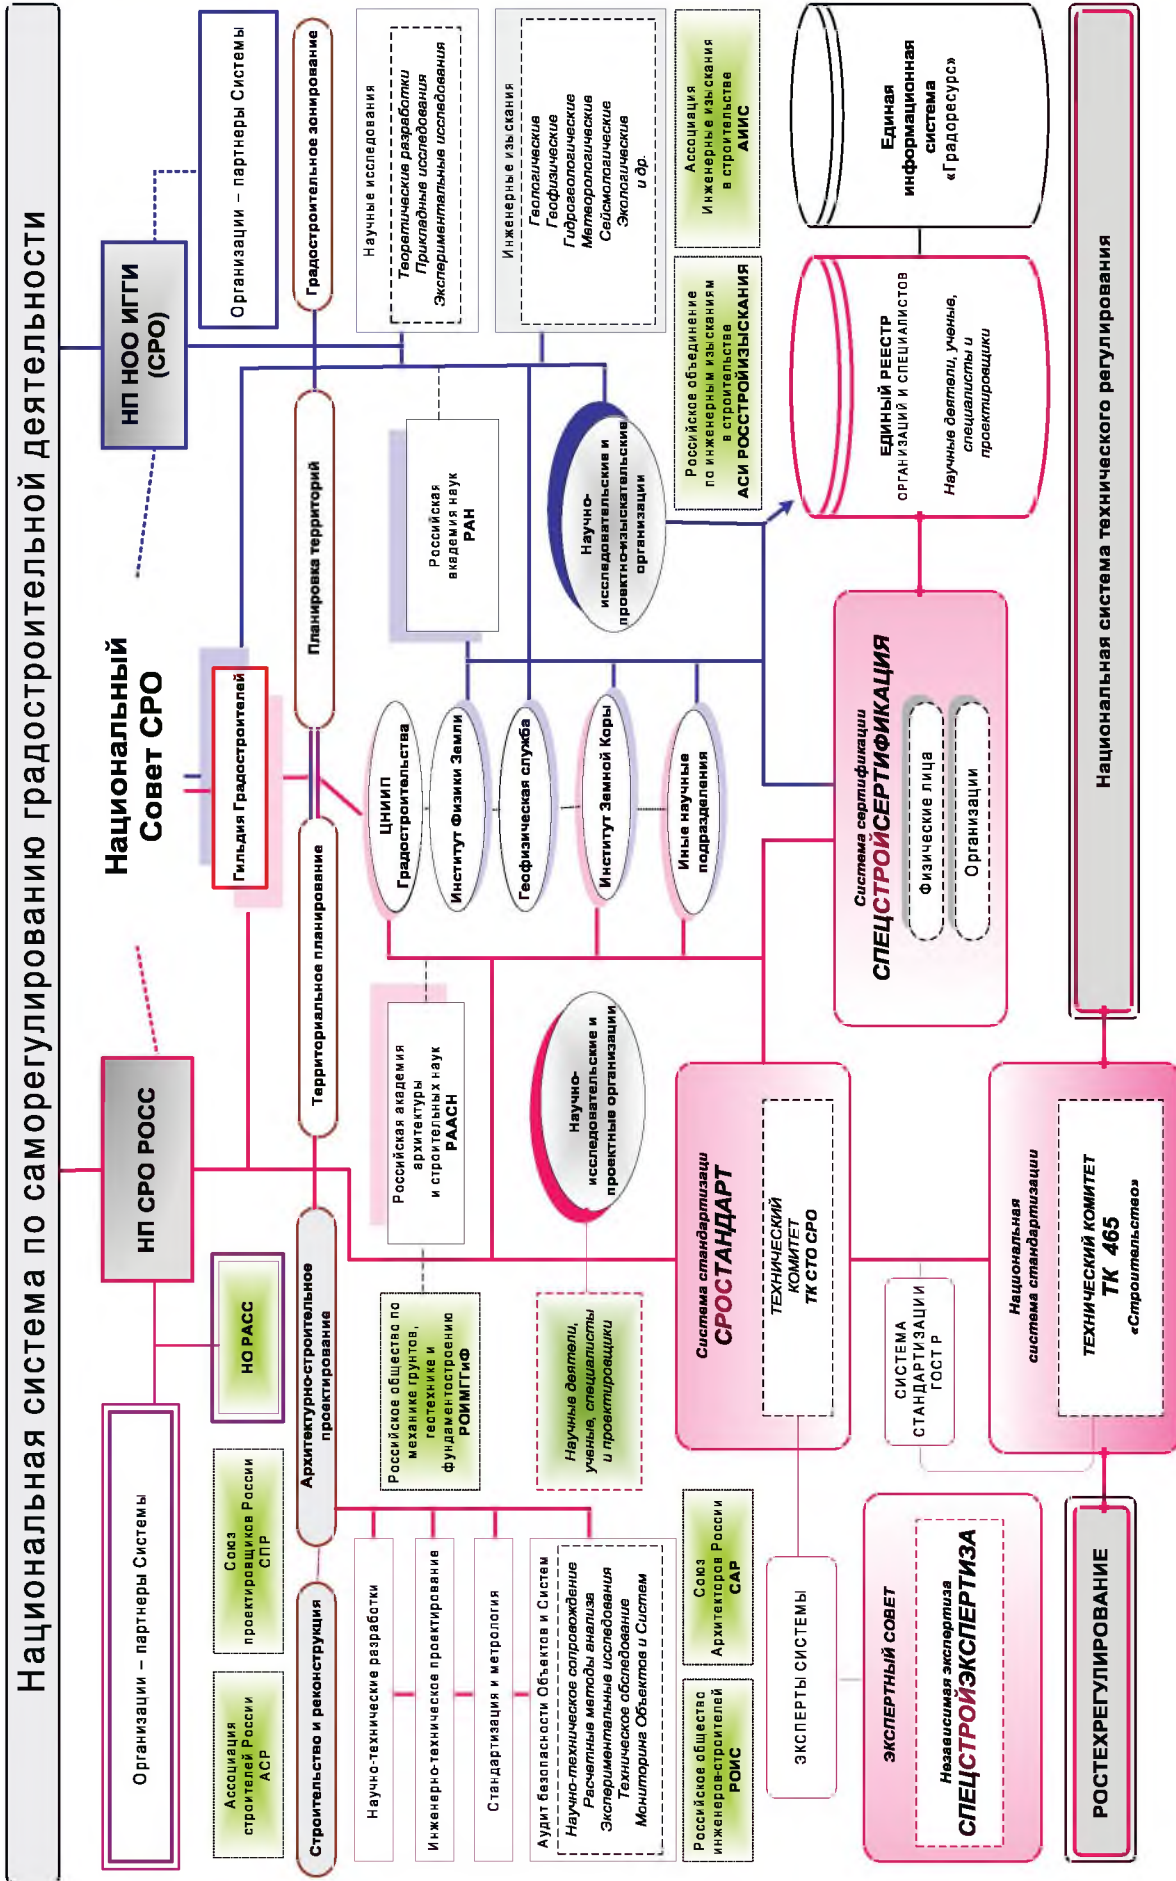 Национальная система по саморегулированию градостроительной деятельности
НП СРО РОСС
Национальный
Совет СРО
НП НОО ИГГИ
(СРО)
Организации – партнеры Системы
НО РАСС
Гильдия Градостроителей
Организации – партнеры Системы
Ассоциация
строителей России
АСР
Союз
проектировщиков России
СПР
Строительство и реконструкция
Архитектурно-строительное
проектирование
Территориальное планирование
Планировка территорий
Градостроительное зонирование
Научно-технические разработки
Инженерно-техническое проектирование
Стандартизация и метрология
Аудит безопасности Объектов и Систем
Научно-техническое сопровождение
Расчетные методы анализа
Экспериментальные исследования
Техническое обследование
Мониторинг Объектов и Систем
Российское общество по
механике грунтов,
геотехнике и
фундаментостроению
РОИМГТиФ
Российская академия
архитектуры
и строительных наук
РААСН
ЦНИИП
Градостроительства
Институт Физики Земли
Геофизическая служба
Институт Земной Коры
Иные научные
подразделения
Российская
академия наук
РАН
Научные исследования
Теоретические разработки
Прикладные исследования
Экспериментальные исследования
Инженерные изыскания
Геологические
Геофизические
Гидрогеологические
Метеорологические
Сейсмологические
Экологические
и др.
Научные деятели,
ученые, специалисты
и проектировщики
Научно-
исследовательские и
проектные организации
Научно-
исследовательские и
проектно-изыскательские
организации
Российское общество
инженеров-строителей
РОИС
Союз
Архитекторов России
САР
Российское объединение
по инженерным изысканиям
в строительстве
АСИ РОССТРОЙИЗЫСКАНИЯ
Ассоциация
Инженерные изыскания
в строительстве
АИИС
ЭКСПЕРТЫ СИСТЕМЫ
Система стандартизаци
СРОСТАНДАРТ
ТЕХНИЧЕСКИЙ
КОМИТЕТ
ТК СТО СРО
Система сертификации
СПЕЦСТРОЙСЕРТИФИКАЦИЯ
Физические лица
Организации
ЕДИНЫЙ РЕЕСТР
ОРГАНИЗАЦИЙ И СПЕЦИАЛИСТОВ
Научные деятели, ученые,
специалисты и
проектировщики
Единая
информационная
система
«Градоресурс»
ЭКСПЕРТНЫЙ СОВЕТ
Независимая экспертиза
СПЕЦСТРОЙЭКСПЕРТИЗА
СИСТЕМА
СТАНДАРТИЗАЦИИ
ГОСТ Р
Национальная
система стандартизации
ТЕХНИЧЕСКИЙ КОМИТЕТ
ТК 465
«Строительство»
РОСТЕХРЕГУЛИРОВАНИЕ
Национальная система технического регулирования